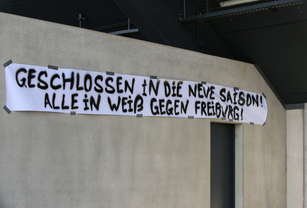 GESCHLOSSEN IN DIE NEUE SAISON!
ALLE IN WEIß GEGEN FREIBURG!